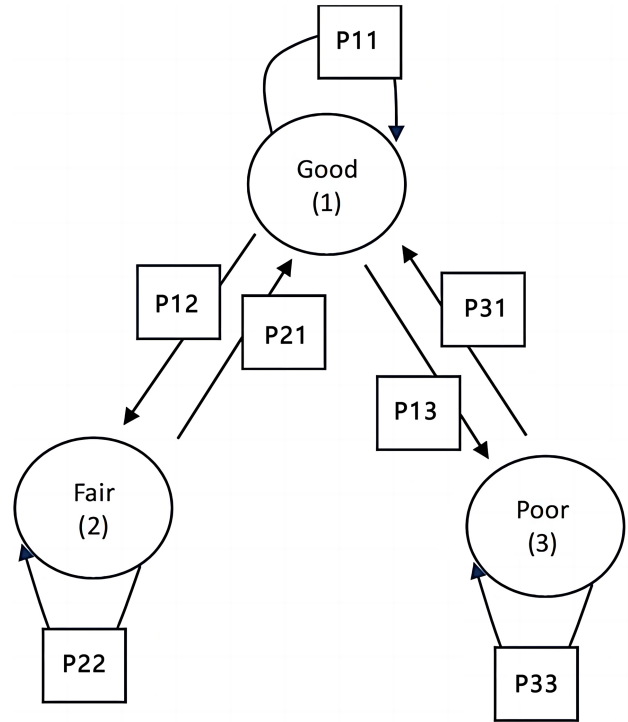 P11
Good
(1)
P12
P21
P31
P13
Fair
(2)
Poor
(3)
P22
P33